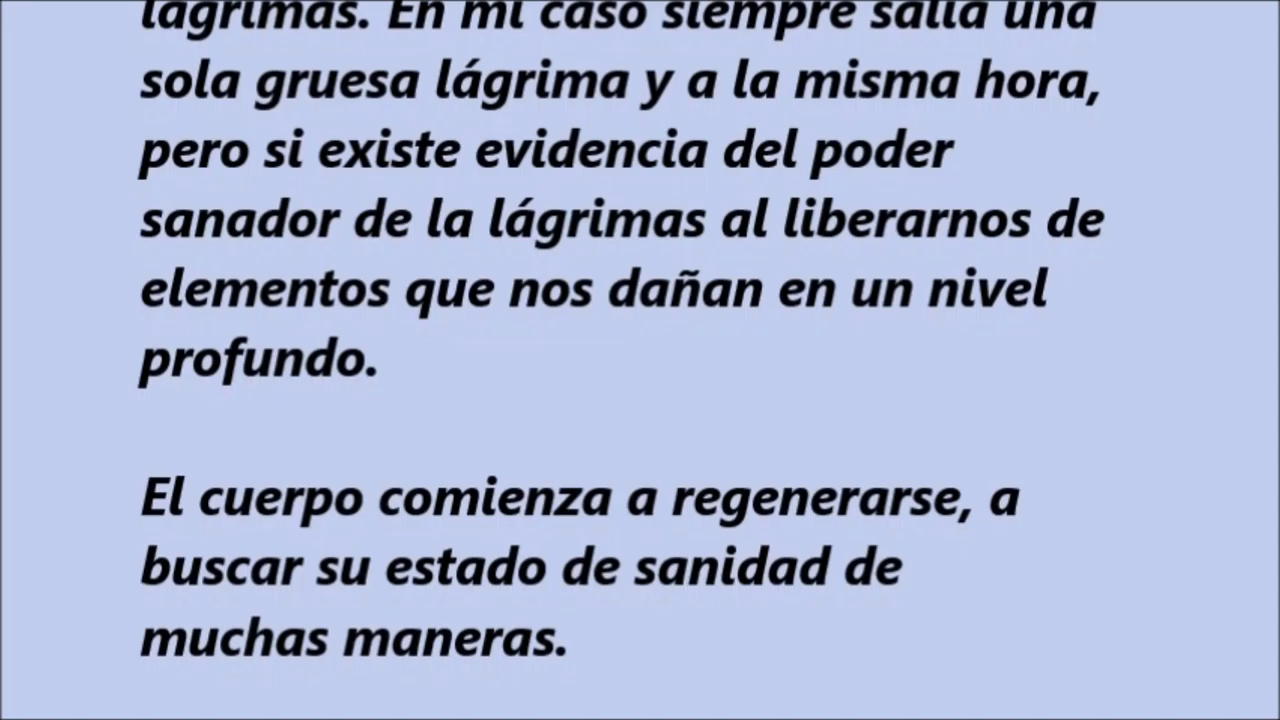 lágrimas. En mi caso siempre salía una
sola gruesa lágrima y a la misma hora,
pero si existe evidencia del poder
sanador de la lágrimas al liberarnos de
elementos que nos dañan en un nivel
profundo.
El cuerpo comienza a regenerarse, a
buscar su estado de sanidad de
muchas maneras.